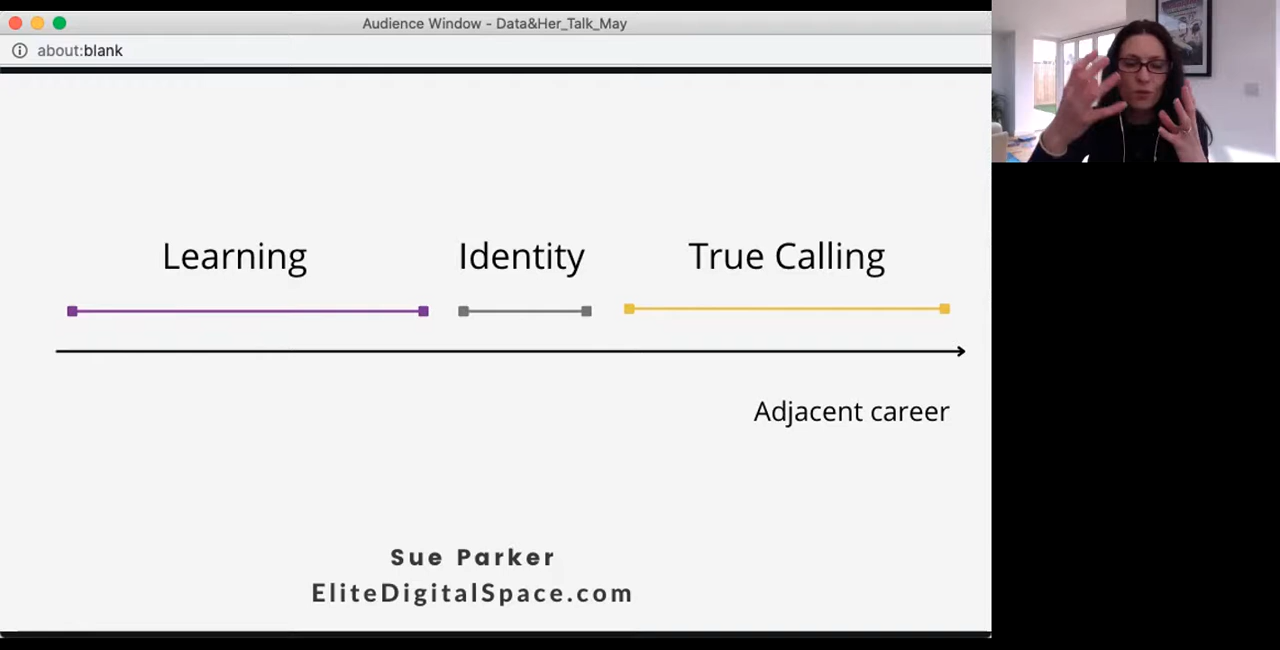 Audience Window - Data&Her_Talk_May
about:blank
Learning Identity True Calling
Adjacent career
Sue Parker
EliteDigitalSpace.com